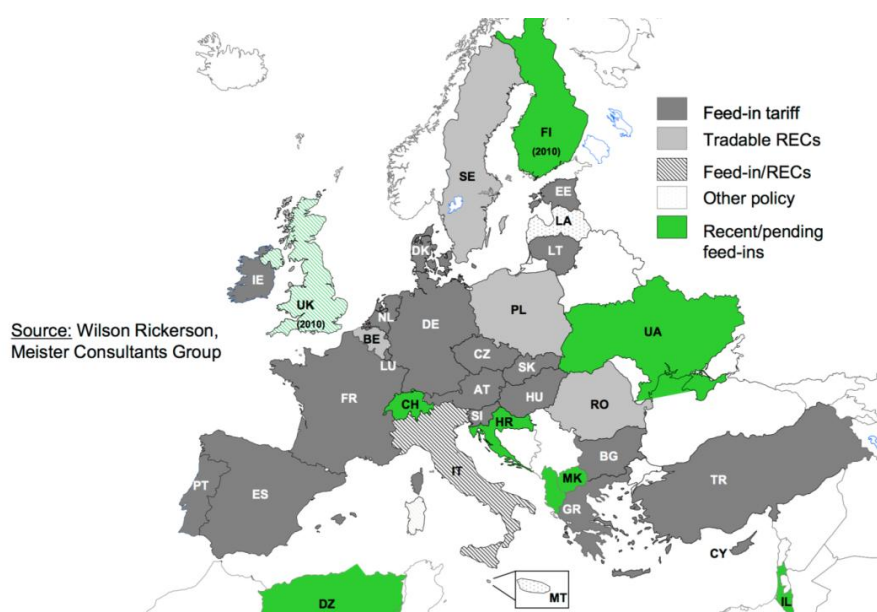 Feed-in tariff
Tradable RECs
Feed-in/RECs
Other policy
Recent/pending
feed-ins
Source: Wilson Rickerson,
Meister Consultants Group
FI
(2010)
SE
EE
LA
LT
DK
IE
UK
(2010)
NL
BE
LU
DE
PL
CZ
SK
UA
FR
CH
AT
HU
SI
HR
RO
IT
BG
MK
GR
TR
PT
ES
CY
MT
DZ
IL